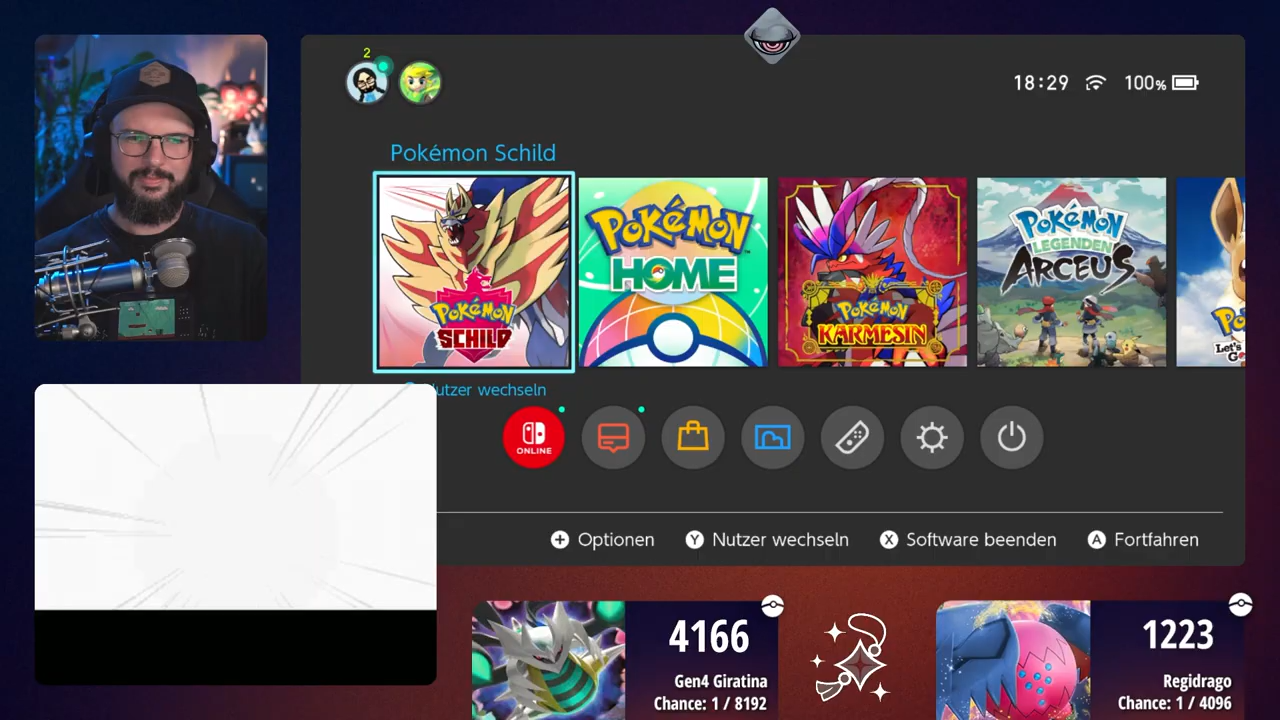 2
18:29
100%
Pokémon Schild
POKéMON
SCHILD
POKéMON
HOME
POKéMON
KARMESIN
POKéMON
LEGENDEN
ARCEUS
Let's
Nutzer wechseln
ONLINE
Optionen
Y Nutzer wechseln
X Software beenden
A Fortfahren
4166
Gen4 Giratina
Chance: 1 / 8192
1223
Regidrago
Chance: 1 / 4096